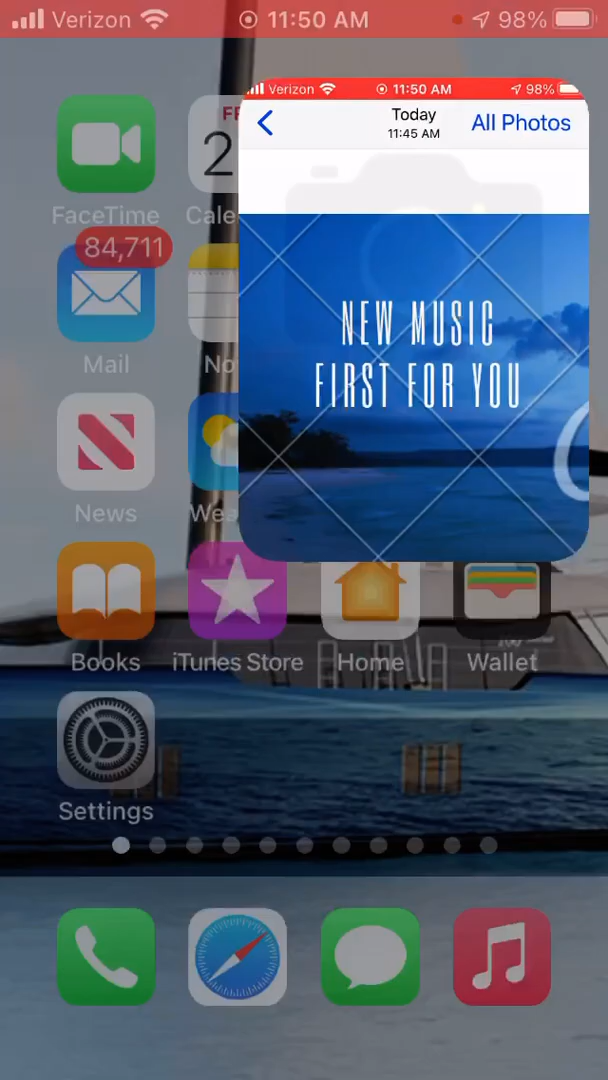 Verizon 11:50 AM 98%
Verizon 11:50 AM 98%
Today
11:45 AM
All Photos
FaceTime
84,711
Mail
NEW MUSIC
FIRST FOR YOU
News
Books
iTunes Store
Home
Wallet
Settings